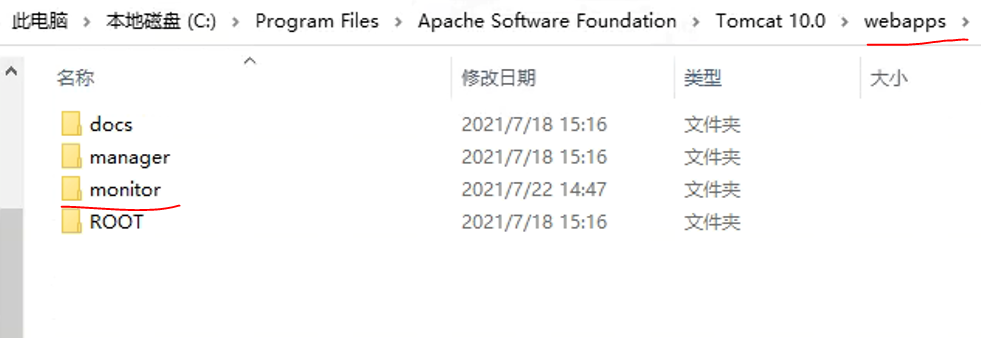 此电脑 > 本地磁盘 (C:) > Program Files > Apache Software Foundation > Tomcat 10.0 > webapps >
名称 修改日期 类型 大小
docs 2021/7/18 15:16 文件夹
manager 2021/7/18 15:16 文件夹
monitor 2021/7/22 14:47 文件夹
ROOT 2021/7/18 15:16 文件夹